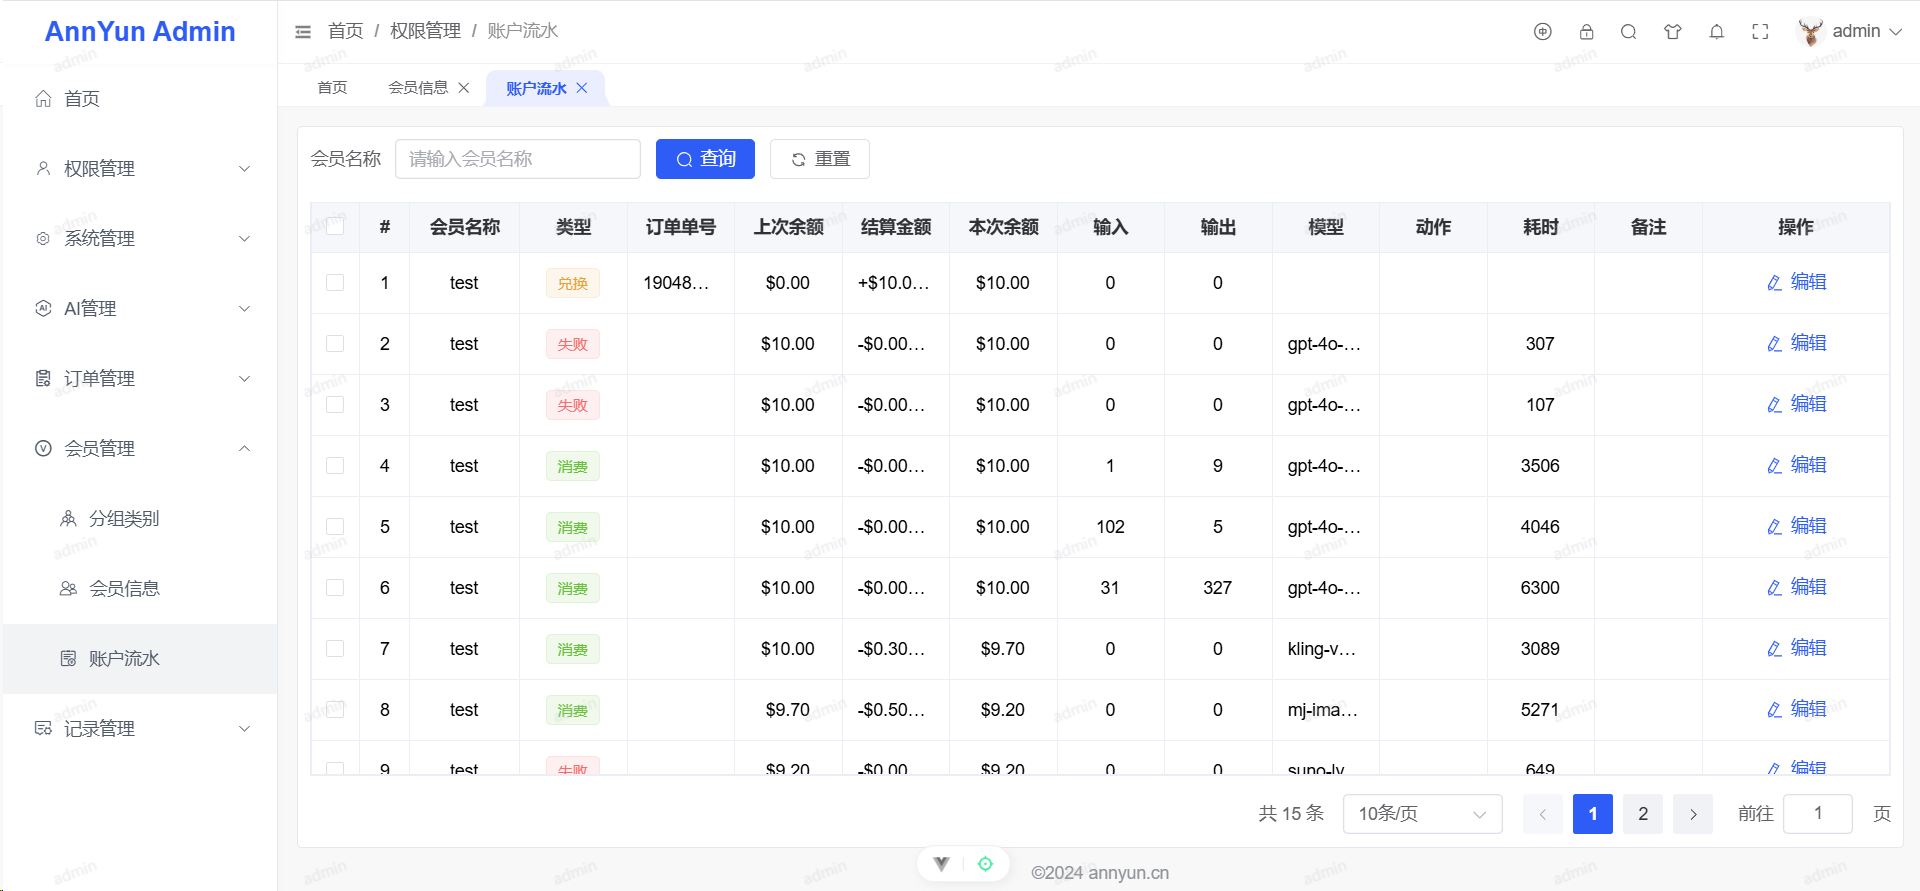 AnnYun Admin
首页
权限管理
系统管理
AI管理
订单管理
会员管理
分组类别
会员信息
账户流水
记录管理
首页 / 权限管理 / 账户流水
admin
首页 会员信息 账户流水
会员名称 请输入会员名称 查询 重置
# 会员名称 类型 订单单号 上次余额 结算金额 本次余额 输入 输出 模型 动作 耗时 备注 操作
1 test 兑换 19048… $0.00 +$10.0… $10.00 0 0 编辑
2 test 失败 $10.00 -$0.00… $10.00 0 0 gpt-4o-… 307 编辑
3 test 失败 $10.00 -$0.00… $10.00 0 0 gpt-4o-… 107 编辑
4 test 消费 $10.00 -$0.00… $10.00 1 9 gpt-4o-… 3506 编辑
5 test 消费 $10.00 -$0.00… $10.00 102 5 gpt-4o-… 4046 编辑
6 test 消费 $10.00 -$0.00… $10.00 31 327 gpt-4o-… 6300 编辑
7 test 消费 $10.00 -$0.30… $9.70 0 0 kling-v… 3089 编辑
8 test 消费 $9.70 -$0.50… $9.20 0 0 mj-ima… 5271 编辑
9 test 失败 $9.20 -$0.00… $9.20 0 0 suno-ly… 649 编辑
共 15 条 10条/页 1 2 前往 1 页
©2024 annyun.cn